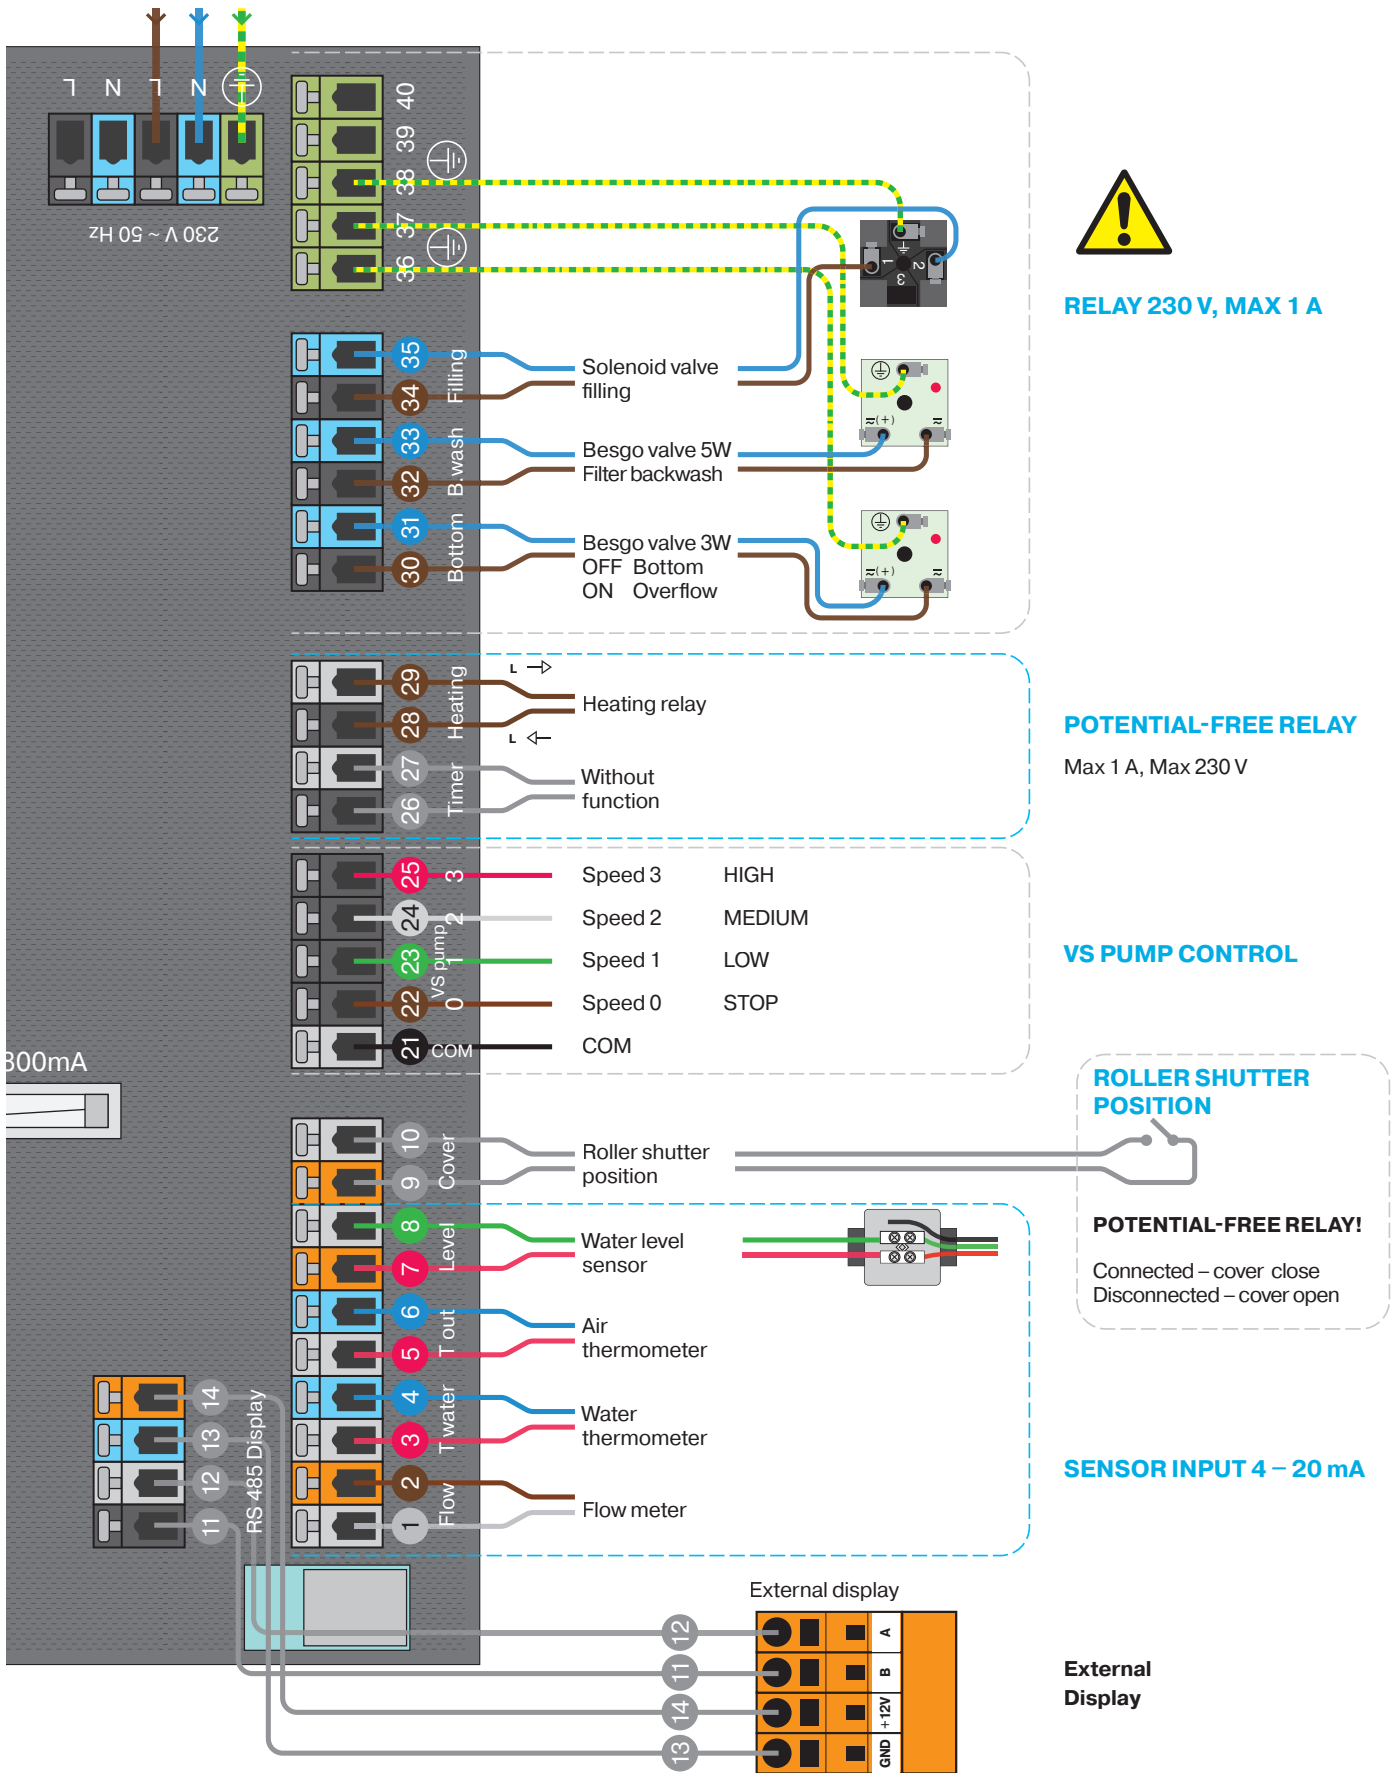 L N L N
230 V ~ 50 Hz
40
39
38
37
36
1
2
3
RELAY 230 V, MAX 1 A
35
34
Filling
Solenoid valve
filling
33
32
B.wash
Besgo valve 5W
Filter backwash
≂(+) ≂
31
30
Bottom
Besgo valve 3W
OFF Bottom
ON Overflow
≂(+) ≂
29
28
Heating
L
Heating relay
L
27
26
Timer
Without
function
POTENTIAL-FREE RELAY
Max 1 A, Max 230 V
25 3 Speed 3 HIGH
24 2 Speed 2 MEDIUM
23 1 Speed 1 LOW
22 0 Speed 0 STOP
VS pump
21 COM COM
VS PUMP CONTROL
300mA
10
9
Cover
Roller shutter
position
ROLLER SHUTTER
POSITION
POTENTIAL-FREE RELAY!
Connected – cover close
Disconnected – cover open
8
7
Level
Water level
sensor
6
5
T out
Air
thermometer
4
3
T water
Water
thermometer
2
1
Flow
Flow meter
SENSOR INPUT 4 – 20 mA
14
13
12
11
RS 485 Display
External display
12 A
11 B
14 +12V
13 GND
External
Display